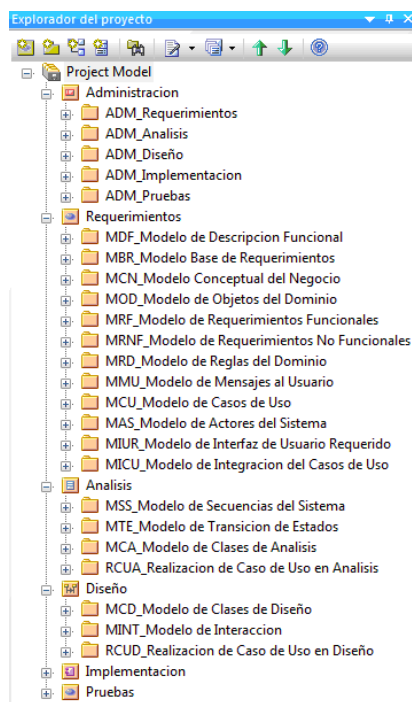 Explorador del proyecto
Project Model
Administracion
ADM_Requerimientos
ADM_Analisis
ADM_Diseño
ADM_Implementacion
ADM_Pruebas
Requerimientos
MDF_Modelo de Descripcion Funcional
MBR_Modelo Base de Requerimientos
MCN_Modelo Conceptual del Negocio
MOD_Modelo de Objetos del Dominio
MRF_Modelo de Requerimientos Funcionales
MRNF_Modelo de Requerimientos No Funcionales
MRD_Modelo de Reglas del Dominio
MMU_Modelo de Mensajes al Usuario
MCU_Modelo de Casos de Uso
MAS_Modelo de Actores del Sistema
MIUR_Modelo de Interfaz de Usuario Requerido
MICU_Modelo de Integracion del Casos de Uso
Analisis
MSS_Modelo de Secuencias del Sistema
MTE_Modelo de Transicion de Estados
MCA_Modelo de Clases de Analisis
RCUA_Realizacion de Caso de Uso en Analisis
Diseño
MCD_Modelo de Clases de Diseño
MINT_Modelo de Interaccion
RCUD_Realizacion de Caso de Uso en Diseño
Implementacion
Pruebas